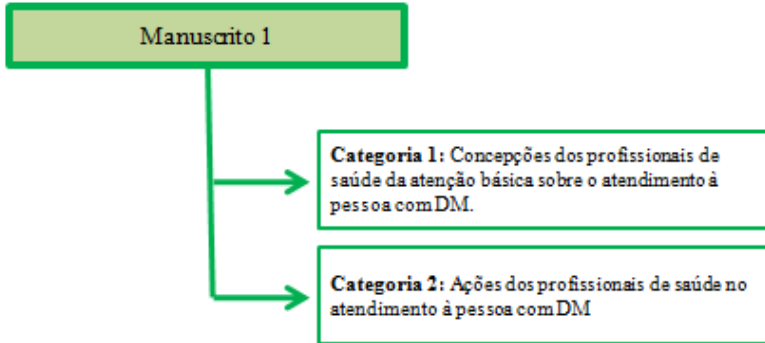 Manuscrito 1
Categoria 1: Concepções dos profissionais de
saúde da atenção básica sobre o atendimento à
pessoa com DM.
Categoria 2: Ações dos profissionais de saúde no
atendimento à pessoa com DM